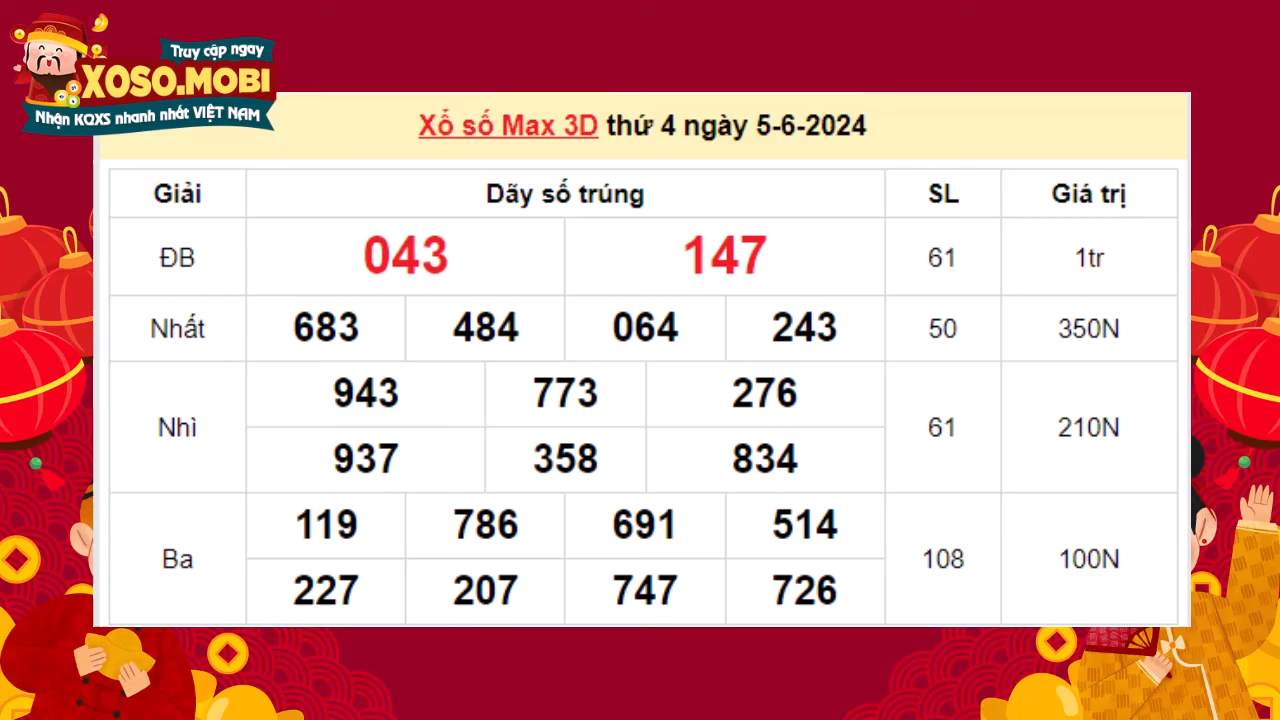 Truy cập ngay
XOSO.MOBI
Nhận KQXS nhanh nhất VIỆT NAM
Xổ số Max 3D thứ 4 ngày 5-6-2024
Giải Dãy số trúng SL Giá trị
ĐB 043 147 61 1tr
Nhất 683 484 064 243 50 350N
943 773 276
Nhì 61 210N
937 358 834
119 786 691 514
Ba 108 100N
227 207 747 726